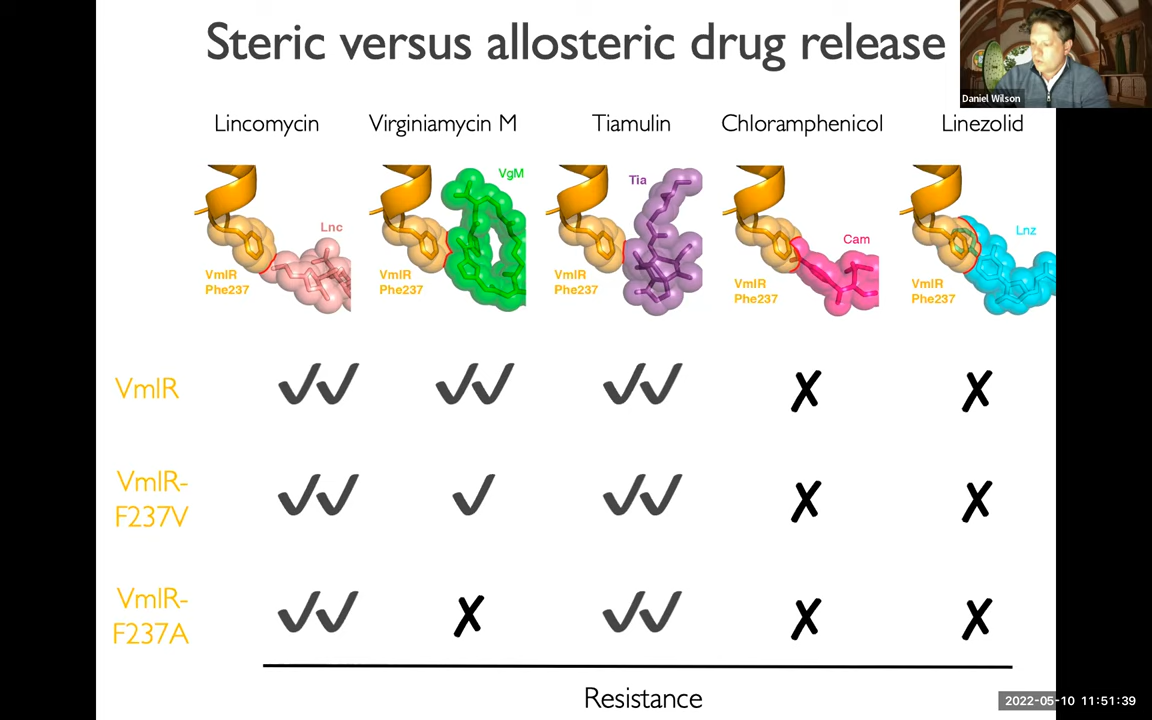 Steric versus allosteric drug release
Daniel Wilson
Lincomycin
Virginiamycin M
Tiamulin
Chloramphenicol
Linezolid
Lnc
VmlR
Phe237
VgM
VmlR
Phe237
Tia
VmlR
Phe237
Cam
VmlR
Phe237
Lnz
VmlR
Phe237
VmlR
✓✓
✓✓
✓✓
✗
✗
VmlR-
F237V
✓✓
✓
✓✓
✗
✗
VmlR-
F237A
✓✓
✗
✓✓
✗
✗
Resistance
2022-05-10 11:51:39